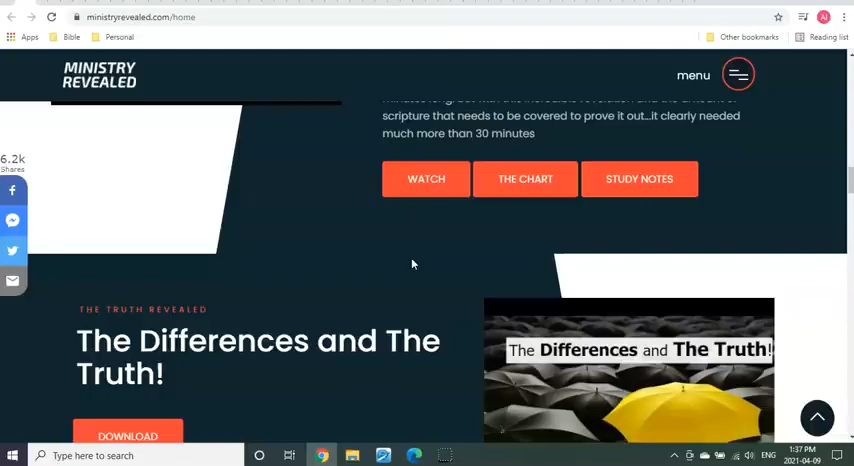 ministryrevealed.com/home
AI
Apps
Bible
Personal
Other bookmarks
Reading list
MINISTRY
REVEALED
menu
scripture that needs to be covered to prove it out...it clearly needed
much more than 30 minutes
6.2k
Shares
WATCH
THE CHART
STUDY NOTES
THE TRUTH REVEALED
The Differences and The
Truth!
The Differences and The Truth!
DOWNLOAD
Type here to search
ENG
1:37 PM
2021-04-09